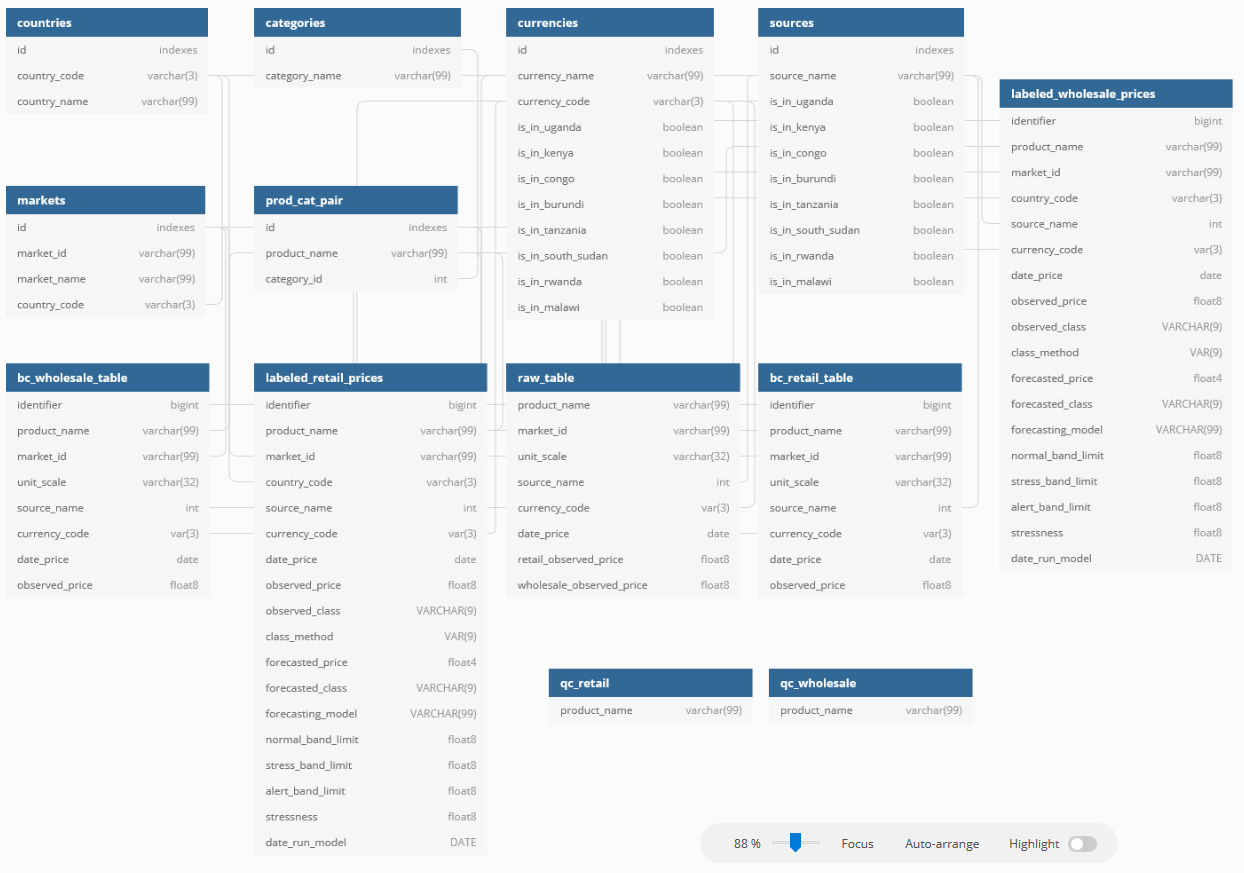 countries
id indexes
country_code varchar(3)
country_name varchar(99)
categories
id indexes
category_name varchar(99)
currencies
id indexes
currency_name varchar(99)
currency_code varchar(3)
is_in_uganda boolean
is_in_kenya boolean
is_in_congo boolean
is_in_burundi boolean
is_in_tanzania boolean
is_in_south_sudan boolean
is_in_rwanda boolean
is_in_malawi boolean
sources
id indexes
source_name varchar(99)
is_in_uganda boolean
is_in_kenya boolean
is_in_congo boolean
is_in_burundi boolean
is_in_tanzania boolean
is_in_south_sudan boolean
is_in_rwanda boolean
is_in_malawi boolean
labeled_wholesale_prices
identifier bigint
product_name varchar(99)
market_id varchar(99)
country_code varchar(3)
source_name int
currency_code var(3)
date_price date
observed_price float8
observed_class VARCHAR(9)
class_method VAR(9)
forecasted_price float4
forecasted_class VARCHAR(9)
forecasting_model VARCHAR(99)
normal_band_limit float8
stress_band_limit float8
alert_band_limit float8
stressness float8
date_run_model DATE
markets
id indexes
market_id varchar(99)
market_name varchar(99)
country_code varchar(3)
prod_cat_pair
id indexes
product_name varchar(99)
category_id int
bc_wholesale_table
identifier bigint
product_name varchar(99)
market_id varchar(99)
unit_scale varchar(32)
source_name int
currency_code var(3)
date_price date
observed_price float8
labeled_retail_prices
identifier bigint
product_name varchar(99)
market_id varchar(99)
country_code varchar(3)
source_name int
currency_code var(3)
date_price date
observed_price float8
observed_class VARCHAR(9)
class_method VAR(9)
forecasted_price float4
forecasted_class VARCHAR(9)
forecasting_model VARCHAR(99)
normal_band_limit float8
stress_band_limit float8
alert_band_limit float8
stressness float8
date_run_model DATE
raw_table
product_name varchar(99)
market_id varchar(99)
unit_scale varchar(32)
source_name int
currency_code var(3)
date_price date
retail_observed_price float8
wholesale_observed_price float8
bc_retail_table
identifier bigint
product_name varchar(99)
market_id varchar(99)
unit_scale varchar(32)
source_name int
currency_code var(3)
date_price date
observed_price float8
qc_retail
product_name varchar(99)
qc_wholesale
product_name varchar(99)
88 % Focus Auto-arrange Highlight